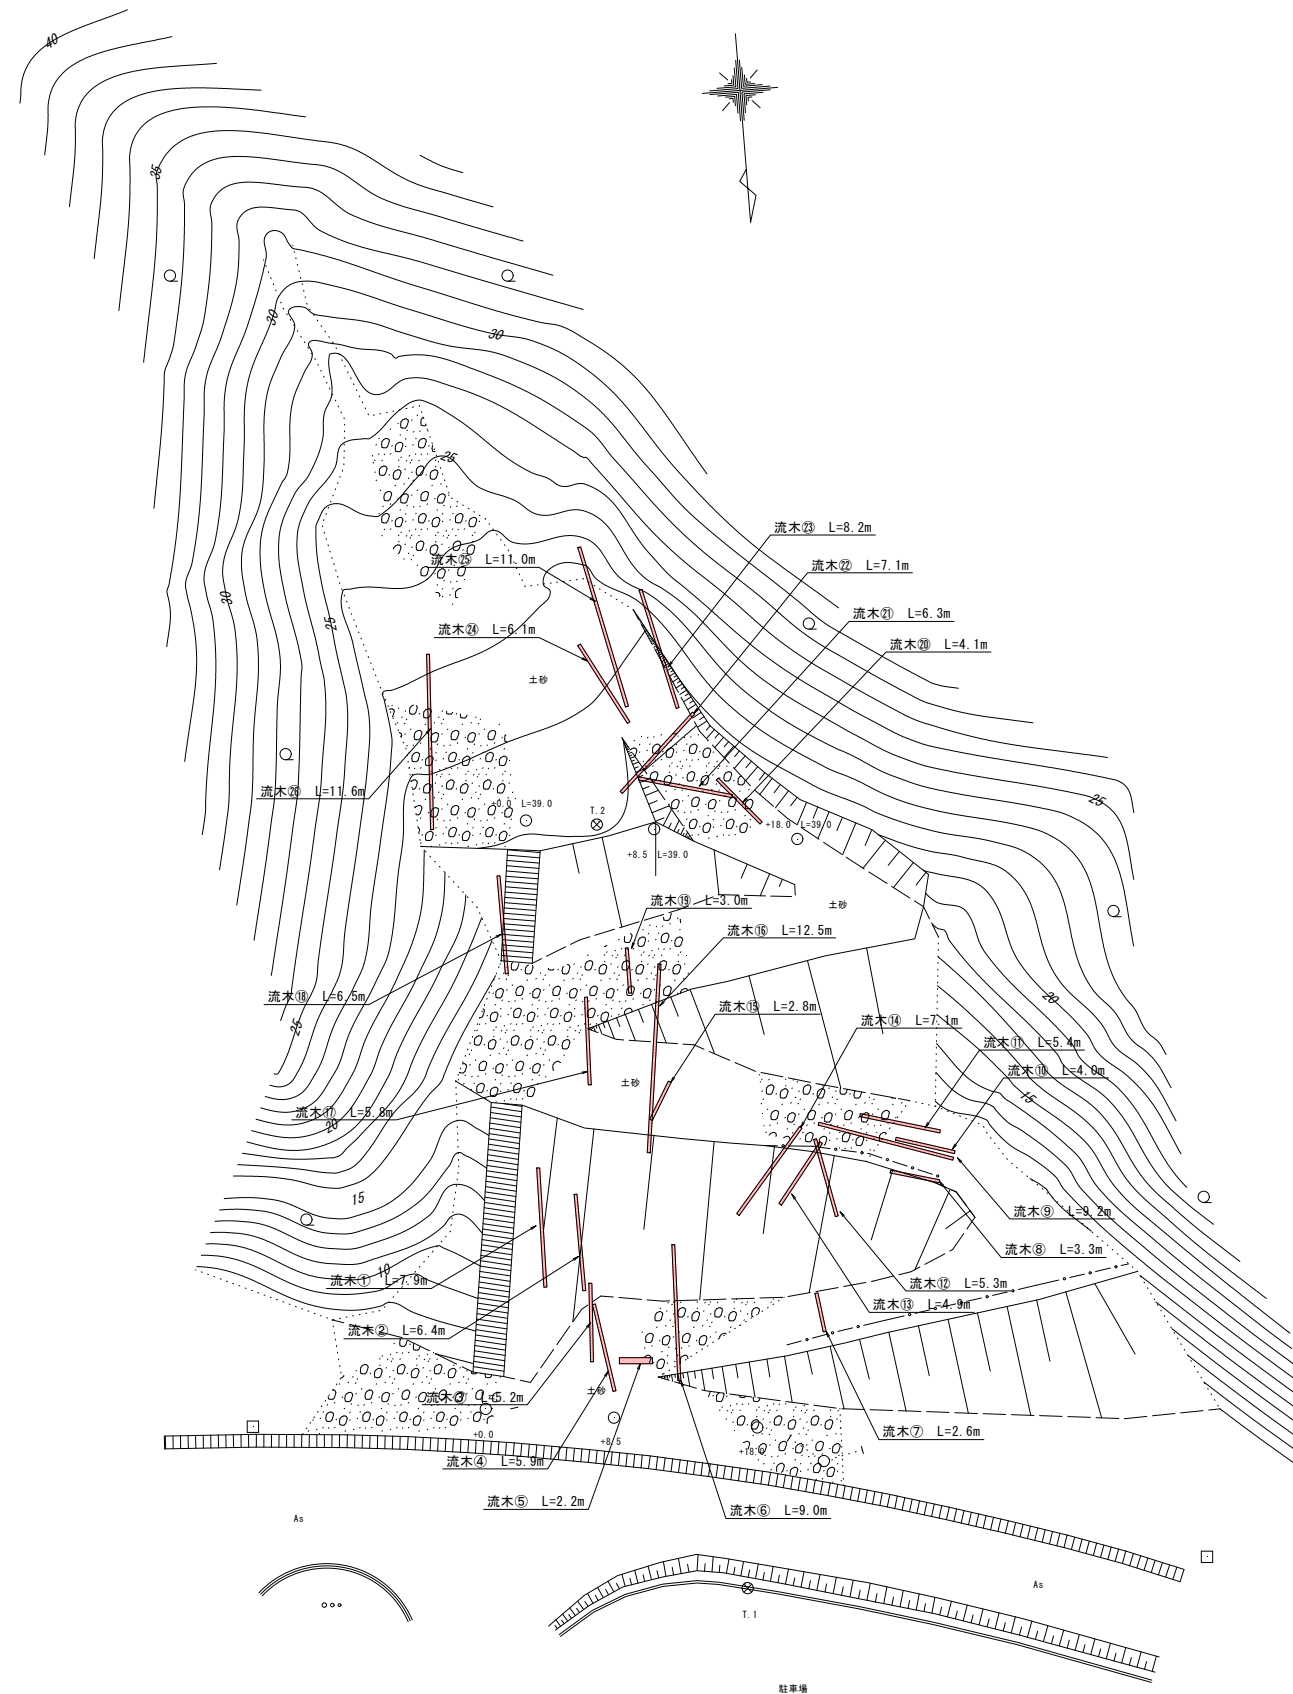 40
35
30
30
25
流木㉓ L=8.2m
流木㉕ L=11.0m
流木㉒ L=7.1m
30
25
流木㉑ L=6.3m
流木㉔ L=6.1m
流木⑳ L=4.1m
土砂
流木㉖ L=11.6m
25
+0.0 L=39.0
T.2
+18.0 L=39.0
+8.5 L=39.0
流木⑲ L=3.0m
土砂
流木⑯ L=12.5m
流木⑱ L=6.5m
20
流木⑮ L=2.8m
流木⑭ L=7.1m
25
流木⑪ L=5.4m
流木⑩ L=4.0m
土砂
15
流木⑰ L=5.8m
20
15
流木⑨ L=9.2m
流木⑧ L=3.3m
10
流木① L=7.9m
流木⑫ L=5.3m
流木⑬ L=4.9m
流木② L=6.4m
土砂
流木③ L=5.2m
流木⑦ L=2.6m
+0.0
+8.5
+18.0
流木④ L=5.9m
流木⑤ L=2.2m
流木⑥ L=9.0m
As
As
T.1
駐車場